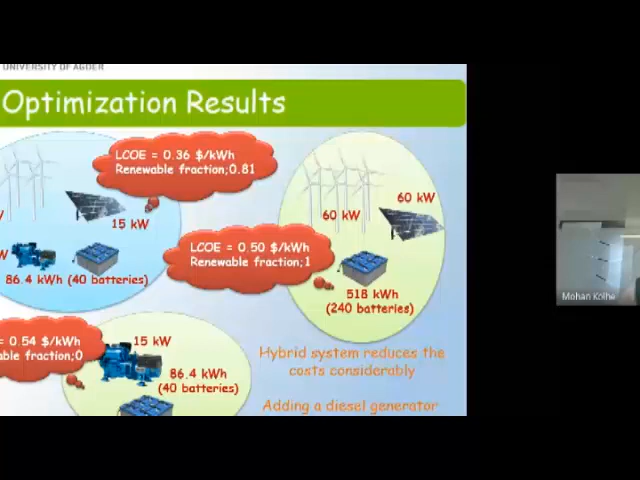 UNIVERSITY OF AGDER
Optimization Results
LCOE = 0.36 $/kWh
Renewable fraction;0.81
15 kW
86.4 kWh (40 batteries)
60 kW
60 kW
LCOE = 0.50 $/kWh
Renewable fraction;1
518 kWh
(240 batteries)
= 0.54 $/kWh
able fraction;0
15 kW
86.4 kWh
(40 batteries)
Hybrid system reduces the
costs considerably
Adding a diesel generator
Mohan Kolhe